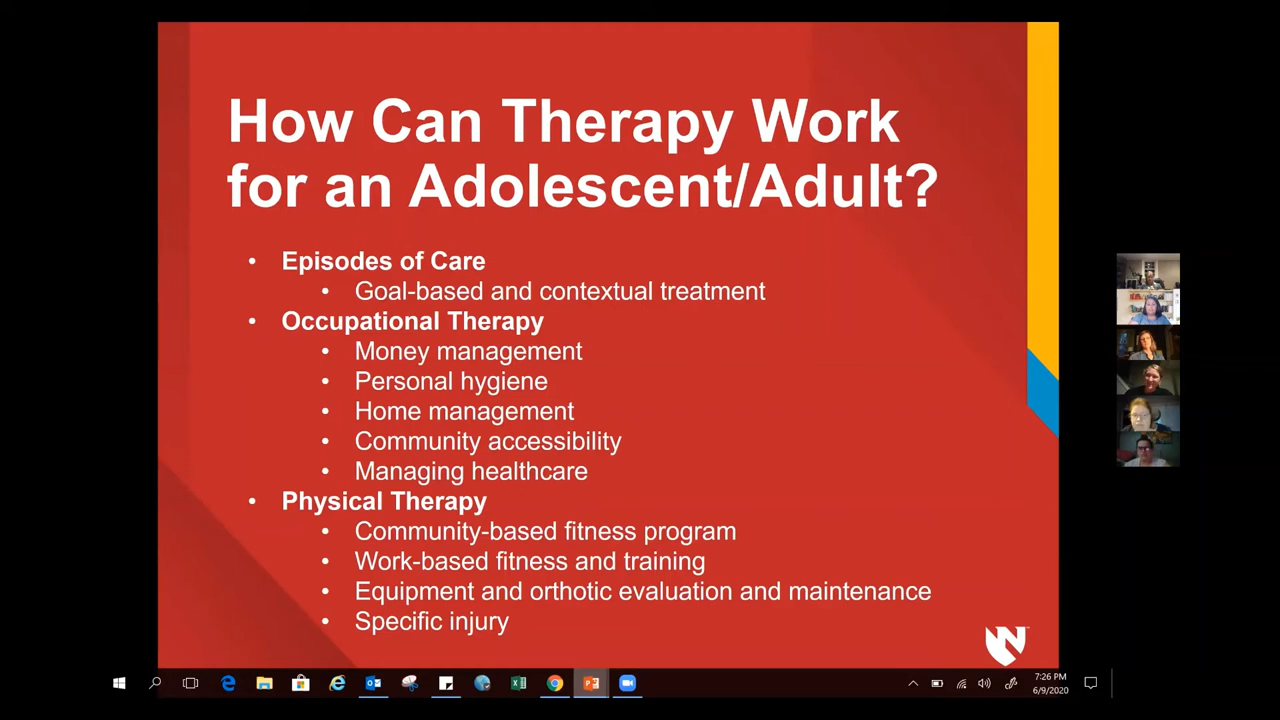 How Can Therapy Work
for an Adolescent/Adult?
• Episodes of Care
• Goal-based and contextual treatment
• Occupational Therapy
• Money management
• Personal hygiene
• Home management
• Community accessibility
• Managing healthcare
• Physical Therapy
• Community-based fitness program
• Work-based fitness and training
• Equipment and orthotic evaluation and maintenance
• Specific injury
N
7:26 PM
6/9/2020